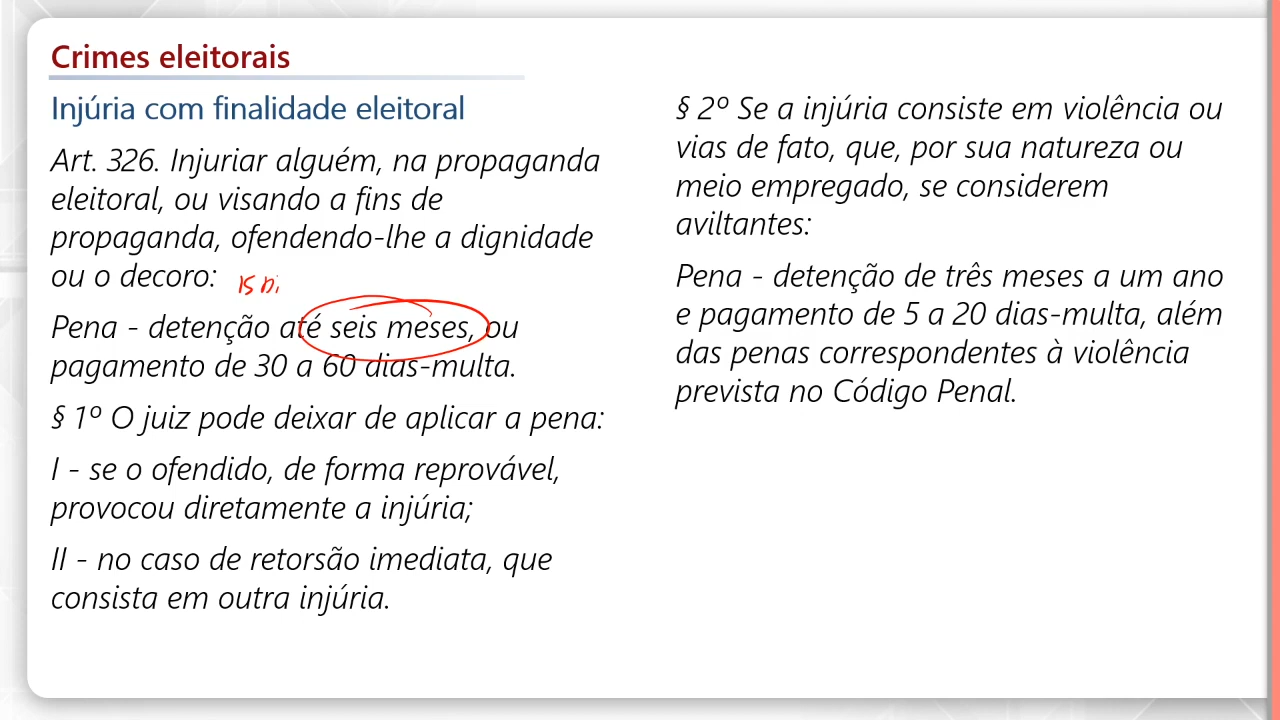 Crimes eleitorais
Injúria com finalidade eleitoral
Art. 326. Injuriar alguém, na propaganda
eleitoral, ou visando a fins de
propaganda, ofendendo-lhe a dignidade
ou o decoro:
15 Di
Pena - detenção até seis meses, ou
pagamento de 30 a 60 dias-multa.
§ 1º O juiz pode deixar de aplicar a pena:
I - se o ofendido, de forma reprovável,
provocou diretamente a injúria;
II - no caso de retorsão imediata, que
consista em outra injúria.
§ 2º Se a injúria consiste em violência ou
vias de fato, que, por sua natureza ou
meio empregado, se considerem
aviltantes:
Pena - detenção de três meses a um ano
e pagamento de 5 a 20 dias-multa, além
das penas correspondentes à violência
prevista no Código Penal.